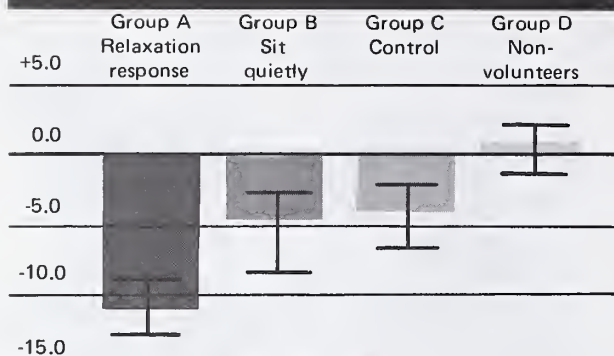 Group A Group B Group C Group D
Relaxation Sit Control Non-
+5.0 response quietly volunteers
0.0
-5.0
-10.0
-15.0